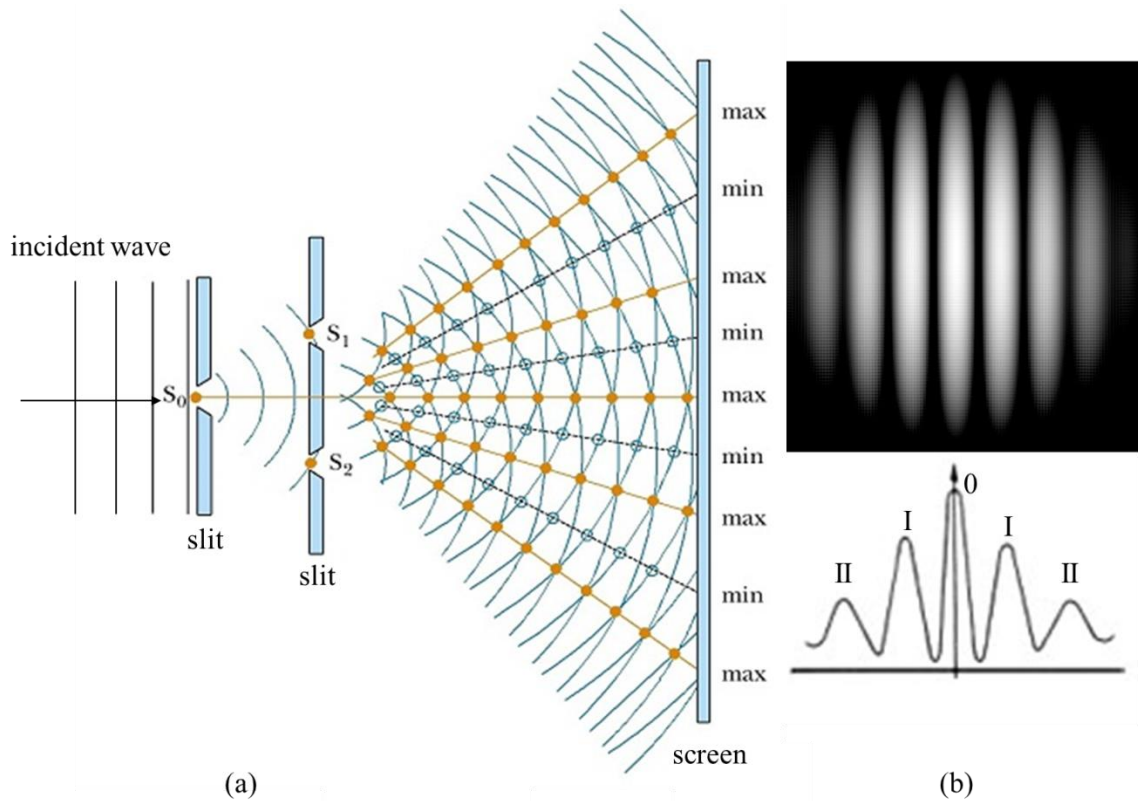 incident wave
S₀
slit
S₁
S₂
slit
max
min
max
min
max
min
max
min
max
screen
(a)
0
I
I
II
II
(b)